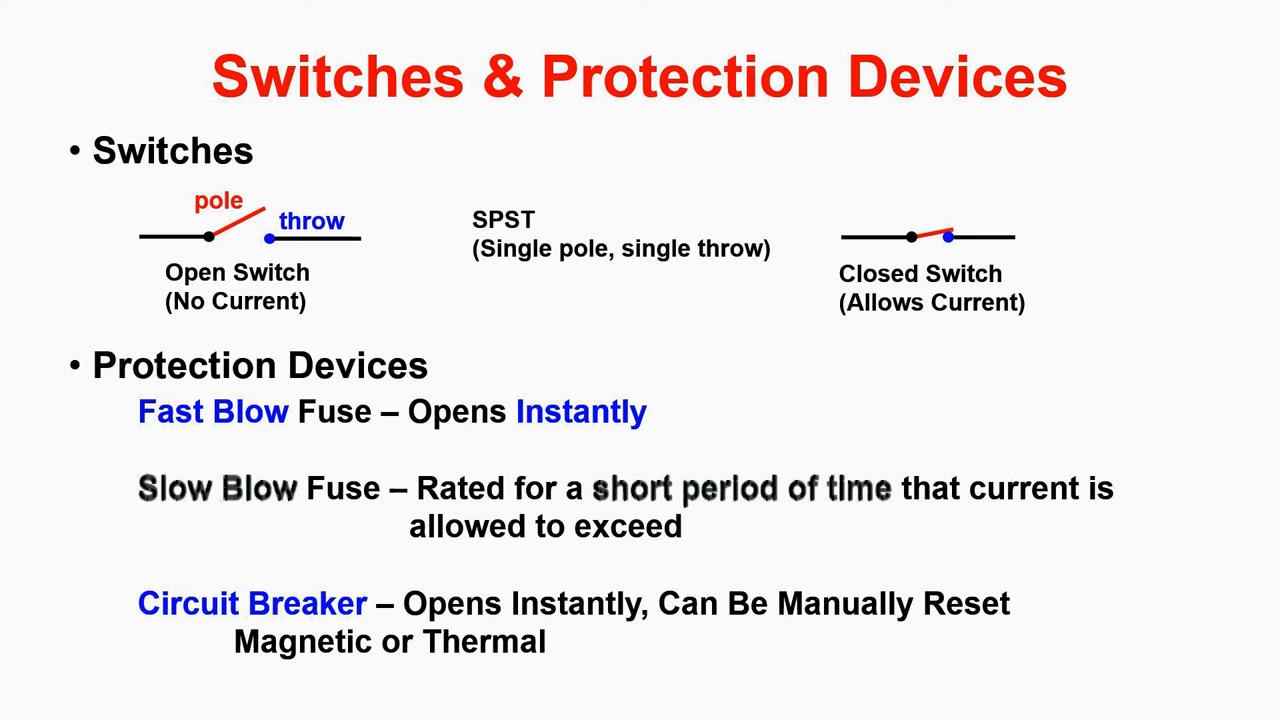 Switches & Protection Devices
• Switches
pole
throw
Open Switch
(No Current)
SPST
(Single pole, single throw)
Closed Switch
(Allows Current)
• Protection Devices
Fast Blow Fuse – Opens Instantly
Slow Blow Fuse – Rated for a short period of time that current is
allowed to exceed
Circuit Breaker – Opens Instantly, Can Be Manually Reset
Magnetic or Thermal